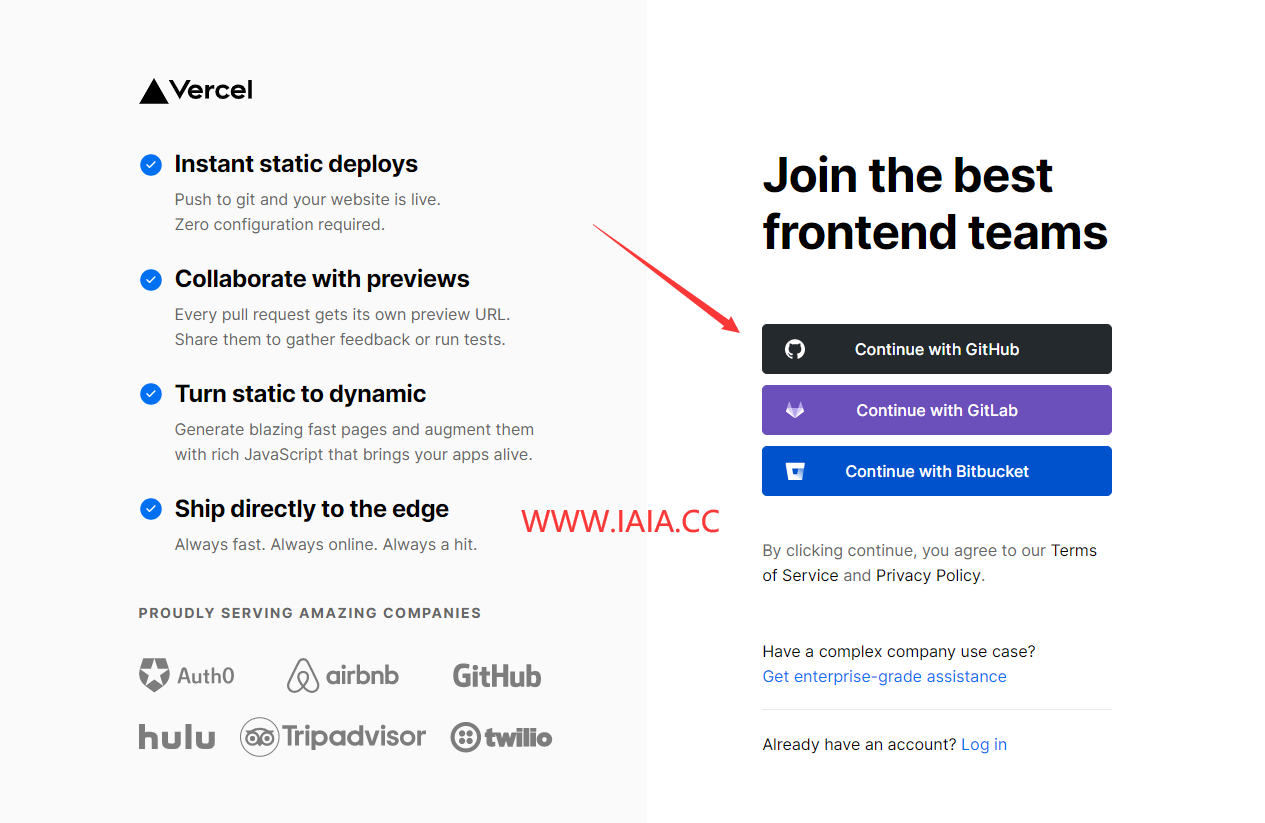 Vercel
Instant static deploys
Push to git and your website is live.
Zero configuration required.
Collaborate with previews
Every pull request gets its own preview URL.
Share them to gather feedback or run tests.
Turn static to dynamic
Generate blazing fast pages and augment them
with rich JavaScript that brings your apps alive.
Ship directly to the edge
Always fast. Always online. Always a hit.
PROUDLY SERVING AMAZING COMPANIES
Auth0
airbnb
GitHub
hulu
Tripadvisor
twilio
WWW.IAIA.CC
Join the best
frontend teams
Continue with GitHub
Continue with GitLab
Continue with Bitbucket
By clicking continue, you agree to our Terms
of Service and Privacy Policy.
Have a complex company use case?
Get enterprise-grade assistance
Already have an account? Log in